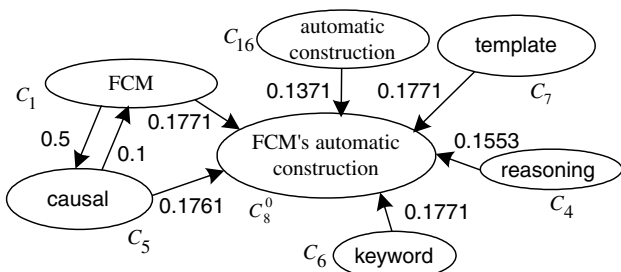 C16
automatic
construction
template
C7
C1
FCM
0.1371
0.1771
0.1771
0.5
0.1
FCM's automatic
construction
0.1553
reasoning
C4
causal
0.1761
C8^0
C5
0.1771
C6
keyword